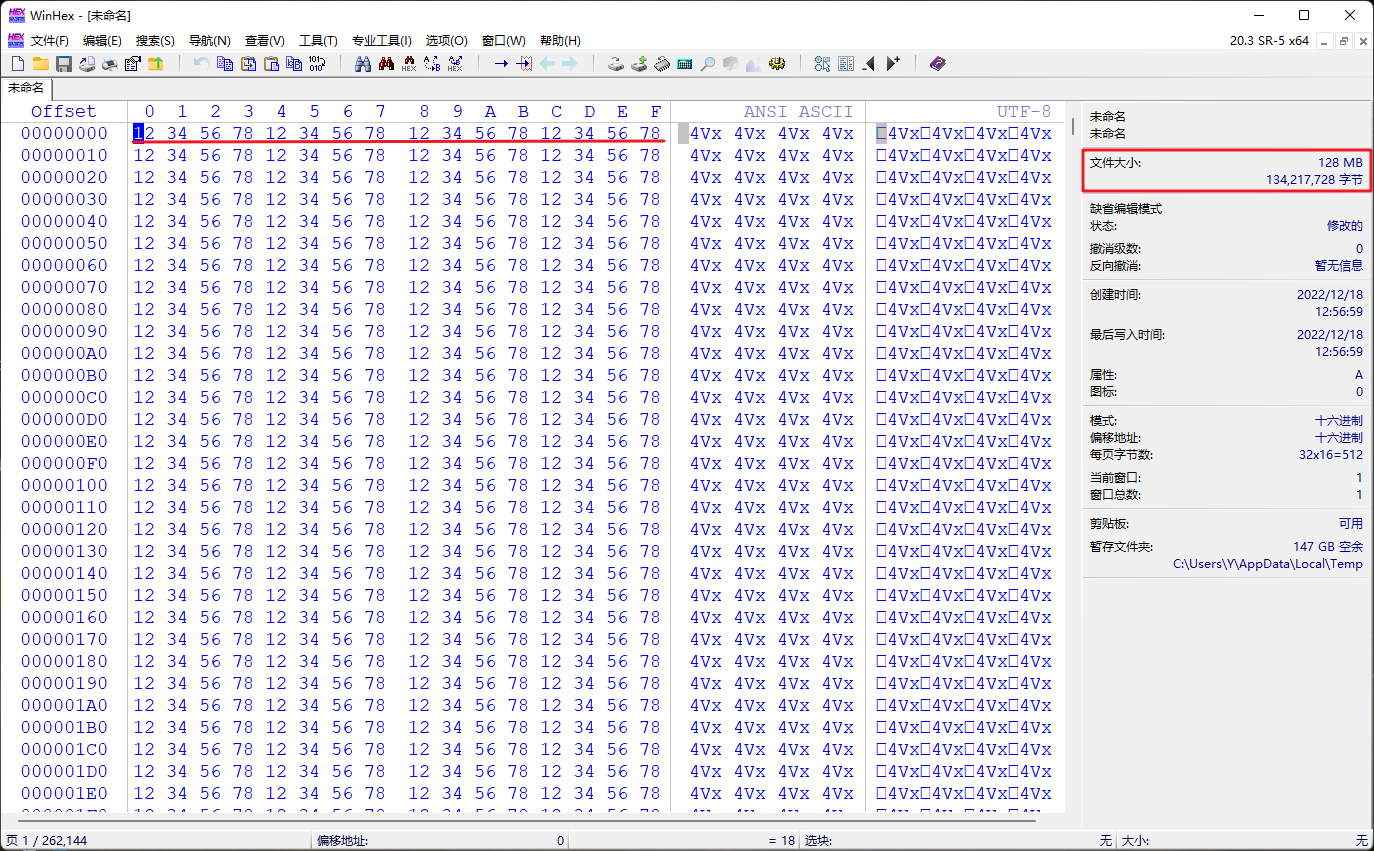 WinHex - [未命名]
文件(F) 编辑(E) 搜索(S) 导航(N) 查看(V) 工具(T) 专业工具(I) 选项(O) 窗口(W) 帮助(H) 20.3 SR-5 x64
未命名
Offset 0 1 2 3 4 5 6 7 8 9 A B C D E F ANSI ASCII UTF-8
00000000 12 34 56 78 12 34 56 78 12 34 56 78 12 34 56 78 4Vx 4Vx 4Vx 4Vx □4Vx□4Vx□4Vx□4Vx
00000010 12 34 56 78 12 34 56 78 12 34 56 78 12 34 56 78 4Vx 4Vx 4Vx 4Vx □4Vx□4Vx□4Vx□4Vx
00000020 12 34 56 78 12 34 56 78 12 34 56 78 12 34 56 78 4Vx 4Vx 4Vx 4Vx □4Vx□4Vx□4Vx□4Vx
00000030 12 34 56 78 12 34 56 78 12 34 56 78 12 34 56 78 4Vx 4Vx 4Vx 4Vx □4Vx□4Vx□4Vx□4Vx
00000040 12 34 56 78 12 34 56 78 12 34 56 78 12 34 56 78 4Vx 4Vx 4Vx 4Vx □4Vx□4Vx□4Vx□4Vx
00000050 12 34 56 78 12 34 56 78 12 34 56 78 12 34 56 78 4Vx 4Vx 4Vx 4Vx □4Vx□4Vx□4Vx□4Vx
00000060 12 34 56 78 12 34 56 78 12 34 56 78 12 34 56 78 4Vx 4Vx 4Vx 4Vx □4Vx□4Vx□4Vx□4Vx
00000070 12 34 56 78 12 34 56 78 12 34 56 78 12 34 56 78 4Vx 4Vx 4Vx 4Vx □4Vx□4Vx□4Vx□4Vx
00000080 12 34 56 78 12 34 56 78 12 34 56 78 12 34 56 78 4Vx 4Vx 4Vx 4Vx □4Vx□4Vx□4Vx□4Vx
00000090 12 34 56 78 12 34 56 78 12 34 56 78 12 34 56 78 4Vx 4Vx 4Vx 4Vx □4Vx□4Vx□4Vx□4Vx
000000A0 12 34 56 78 12 34 56 78 12 34 56 78 12 34 56 78 4Vx 4Vx 4Vx 4Vx □4Vx□4Vx□4Vx□4Vx
000000B0 12 34 56 78 12 34 56 78 12 34 56 78 12 34 56 78 4Vx 4Vx 4Vx 4Vx □4Vx□4Vx□4Vx□4Vx
000000C0 12 34 56 78 12 34 56 78 12 34 56 78 12 34 56 78 4Vx 4Vx 4Vx 4Vx □4Vx□4Vx□4Vx□4Vx
000000D0 12 34 56 78 12 34 56 78 12 34 56 78 12 34 56 78 4Vx 4Vx 4Vx 4Vx □4Vx□4Vx□4Vx□4Vx
000000E0 12 34 56 78 12 34 56 78 12 34 56 78 12 34 56 78 4Vx 4Vx 4Vx 4Vx □4Vx□4Vx□4Vx□4Vx
000000F0 12 34 56 78 12 34 56 78 12 34 56 78 12 34 56 78 4Vx 4Vx 4Vx 4Vx □4Vx□4Vx□4Vx□4Vx
00000100 12 34 56 78 12 34 56 78 12 34 56 78 12 34 56 78 4Vx 4Vx 4Vx 4Vx □4Vx□4Vx□4Vx□4Vx
00000110 12 34 56 78 12 34 56 78 12 34 56 78 12 34 56 78 4Vx 4Vx 4Vx 4Vx □4Vx□4Vx□4Vx□4Vx
00000120 12 34 56 78 12 34 56 78 12 34 56 78 12 34 56 78 4Vx 4Vx 4Vx 4Vx □4Vx□4Vx□4Vx□4Vx
00000130 12 34 56 78 12 34 56 78 12 34 56 78 12 34 56 78 4Vx 4Vx 4Vx 4Vx □4Vx□4Vx□4Vx□4Vx
00000140 12 34 56 78 12 34 56 78 12 34 56 78 12 34 56 78 4Vx 4Vx 4Vx 4Vx □4Vx□4Vx□4Vx□4Vx
00000150 12 34 56 78 12 34 56 78 12 34 56 78 12 34 56 78 4Vx 4Vx 4Vx 4Vx □4Vx□4Vx□4Vx□4Vx
00000160 12 34 56 78 12 34 56 78 12 34 56 78 12 34 56 78 4Vx 4Vx 4Vx 4Vx □4Vx□4Vx□4Vx□4Vx
00000170 12 34 56 78 12 34 56 78 12 34 56 78 12 34 56 78 4Vx 4Vx 4Vx 4Vx □4Vx□4Vx□4Vx□4Vx
00000180 12 34 56 78 12 34 56 78 12 34 56 78 12 34 56 78 4Vx 4Vx 4Vx 4Vx □4Vx□4Vx□4Vx□4Vx
00000190 12 34 56 78 12 34 56 78 12 34 56 78 12 34 56 78 4Vx 4Vx 4Vx 4Vx □4Vx□4Vx□4Vx□4Vx
000001A0 12 34 56 78 12 34 56 78 12 34 56 78 12 34 56 78 4Vx 4Vx 4Vx 4Vx □4Vx□4Vx□4Vx□4Vx
000001B0 12 34 56 78 12 34 56 78 12 34 56 78 12 34 56 78 4Vx 4Vx 4Vx 4Vx □4Vx□4Vx□4Vx□4Vx
000001C0 12 34 56 78 12 34 56 78 12 34 56 78 12 34 56 78 4Vx 4Vx 4Vx 4Vx □4Vx□4Vx□4Vx□4Vx
000001D0 12 34 56 78 12 34 56 78 12 34 56 78 12 34 56 78 4Vx 4Vx 4Vx 4Vx □4Vx□4Vx□4Vx□4Vx
000001E0 12 34 56 78 12 34 56 78 12 34 56 78 12 34 56 78 4Vx 4Vx 4Vx 4Vx □4Vx□4Vx□4Vx□4Vx
未命名
未命名
文件大小: 128 MB
134,217,728 字节
缺省编辑模式
状态: 修改的
撤消级数: 0
反向撤消: 暂无信息
创建时间: 2022/12/18
12:56:59
最后写入时间: 2022/12/18
12:56:59
属性: A
图标: 0
模式: 十六进制
偏移地址: 十六进制
每页字节数: 32x16=512
当前窗口: 1
窗口总数: 1
剪贴板: 可用
暂存文件夹: 147 GB 空余
C:\Users\Y\AppData\Local\Temp
页 1 / 262,144 偏移地址: 0 = 18 选块: 无 大小: 无